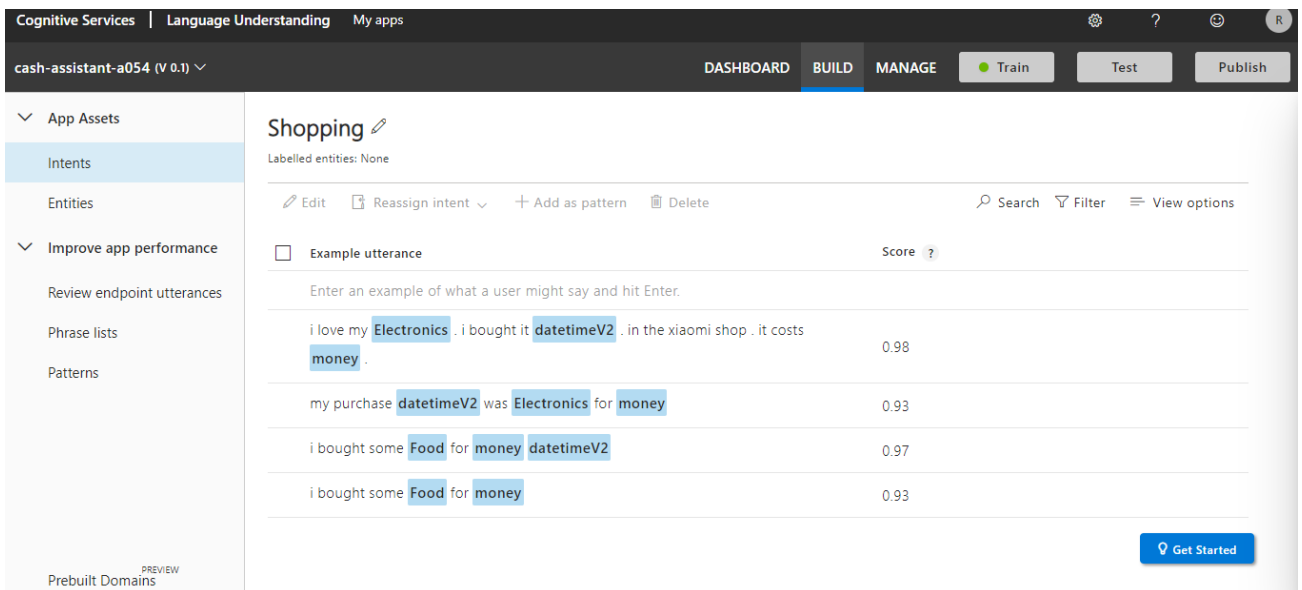 Cognitive Services | Language Understanding My apps ? R
cash-assistant-a054 (V 0.1) DASHBOARD BUILD MANAGE Train Test Publish
App Assets
Intents
Entities
Improve app performance
Review endpoint utterances
Phrase lists
Patterns
Prebuilt Domains PREVIEW
Shopping
Labelled entities: None
Edit Reassign intent Add as pattern Delete Search Filter View options
Example utterance Score ?
Enter an example of what a user might say and hit Enter.
i love my Electronics . i bought it datetimeV2 . in the xiaomi shop . it costs
money . 0.98
my purchase datetimeV2 was Electronics for money 0.93
i bought some Food for money datetimeV2 0.97
i bought some Food for money 0.93
Get Started